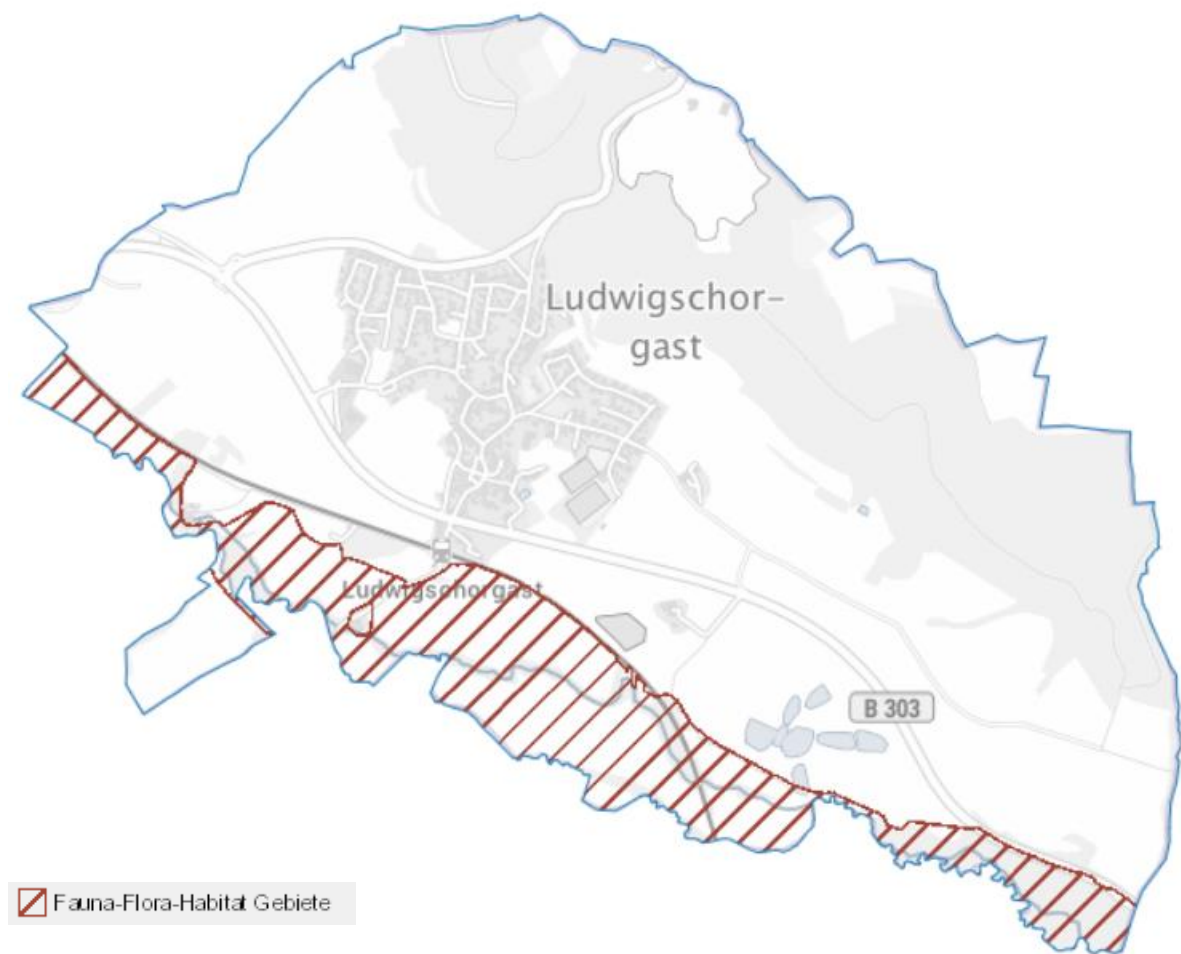 Ludwigschor-
gast
Ludwigschorgast
B 303
Fauna-Flora-Habitat Gebiete